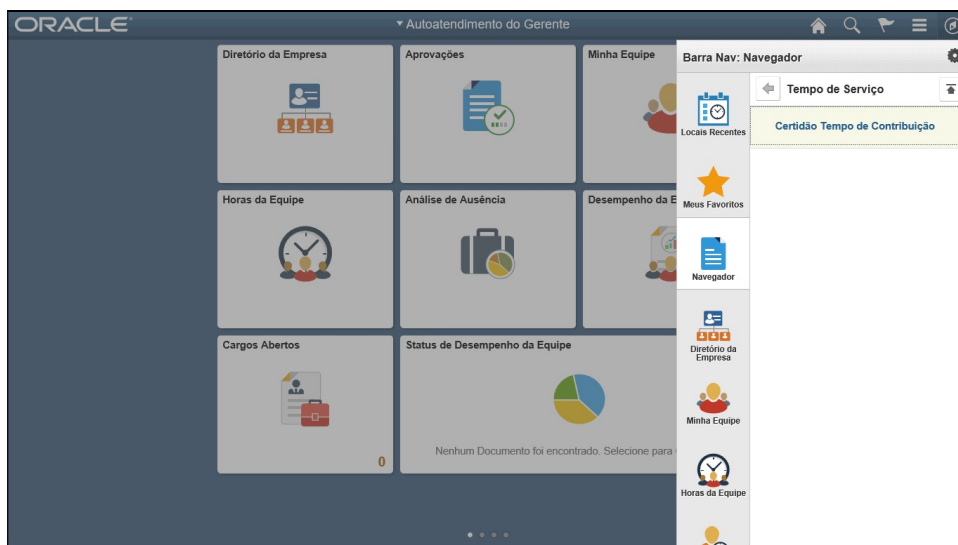 ORACLE
Autoatendimento do Gerente
Diretório da Empresa
Aprovações
Minha Equipe
Horas da Equipe
Análise de Ausência
Desempenho da E
Cargos Abertos
0
Status de Desempenho da Equipe
Nenhum Documento foi encontrado. Selecione para
Barra Nav: Navegador
Locais Recentes
Meus Favoritos
Navegador
Diretório da
Empresa
Minha Equipe
Horas da Equipe
Tempo de Serviço
Certidão Tempo de Contribuição